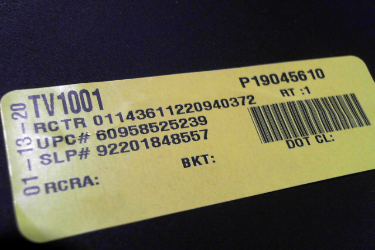 01-13-20
TV1001
P19045610
RCTR 01143611220940372
RT :1
UPC# 60958525239
SLP# 92201848557
DOT CL:
BKT:
RCRA: